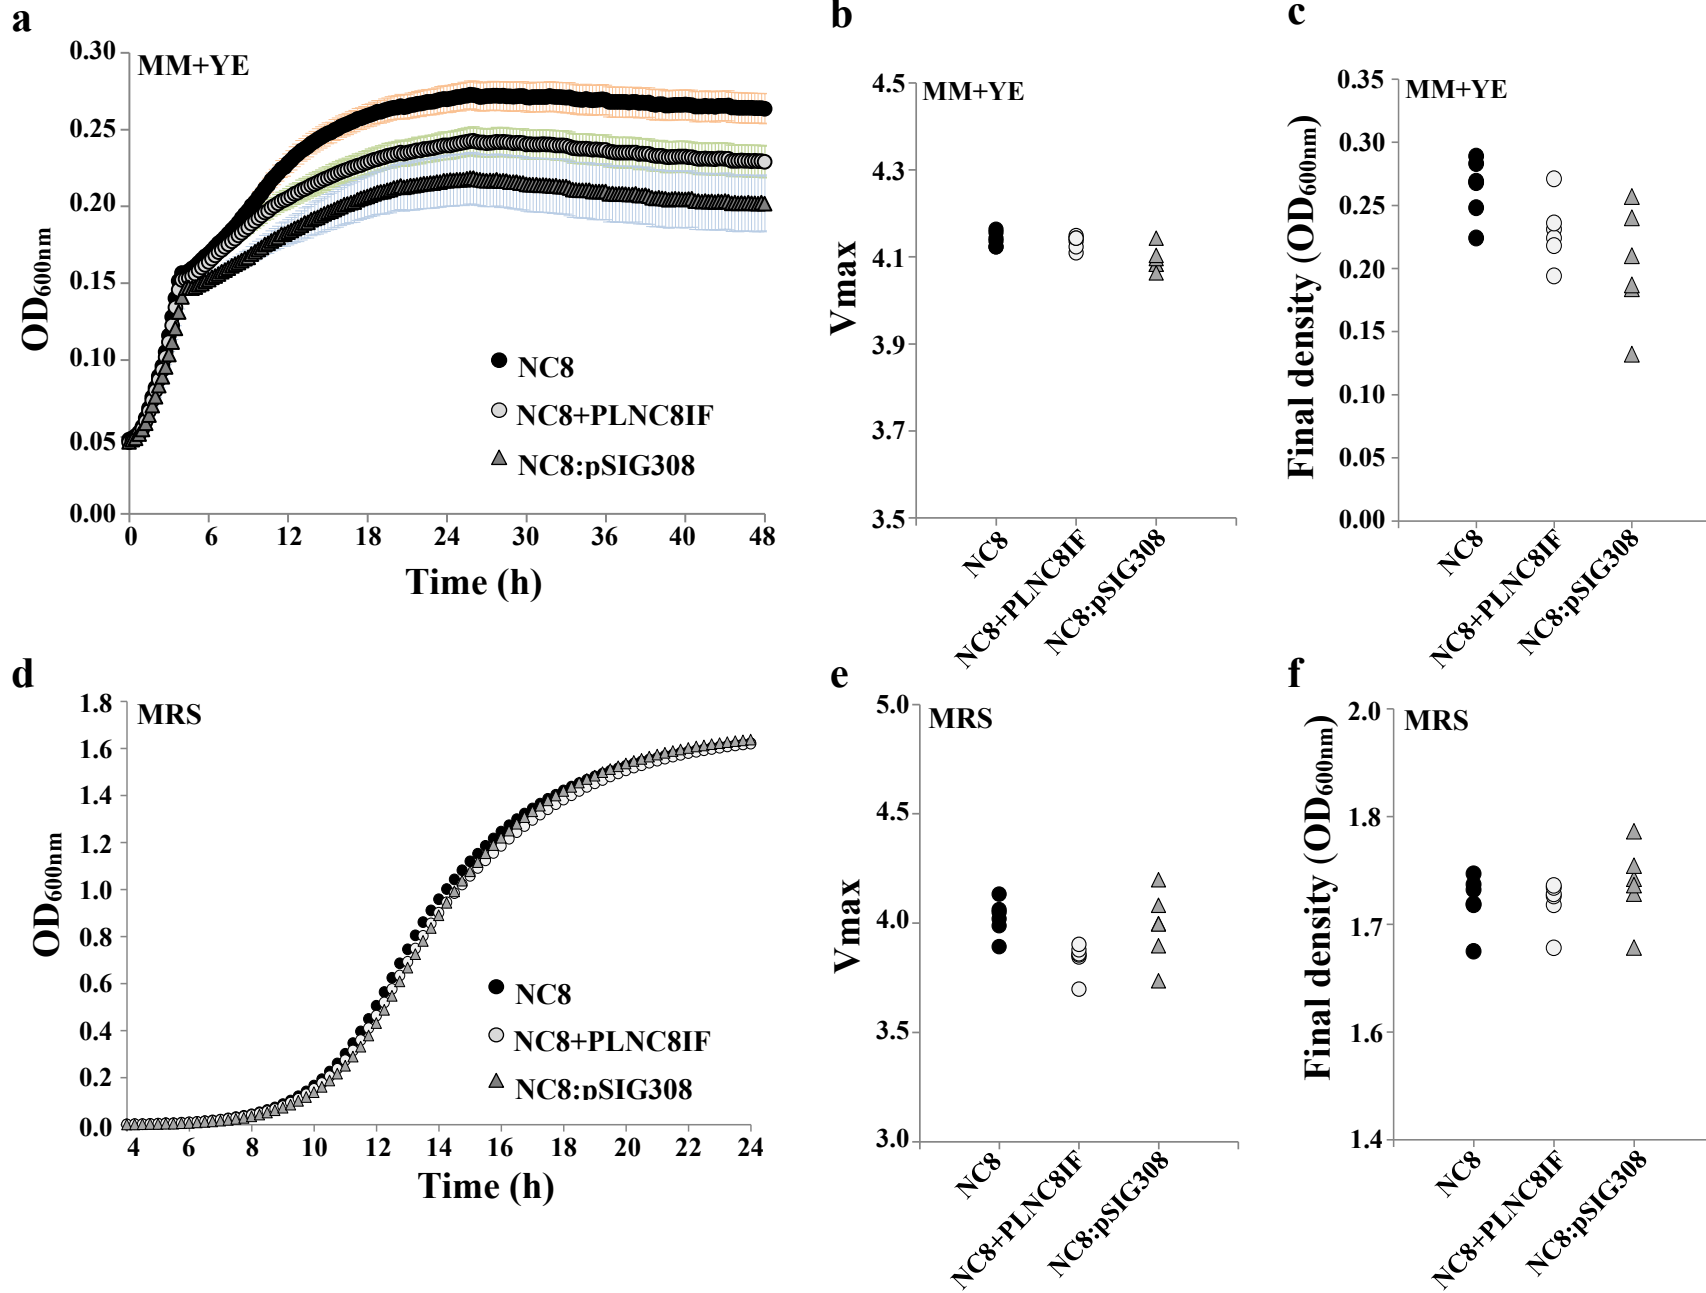 a
MM+YE
OD600nm
0.30
0.25
0.20
0.15
0.10
0.05
0.00
0 6 12 18 24 30 36 40 48
Time (h)
NC8
NC8+PLNC8IF
NC8:pSIG308
b
MM+YE
Vmax
4.5
4.3
4.1
3.9
3.7
3.5
NC8
NC8+PLNC8IF
NC8:pSIG308
c
MM+YE
Final density (OD600nm)
0.35
0.30
0.25
0.20
0.15
0.10
0.05
0.00
NC8
NC8+PLNC8IF
NC8:pSIG308
d
MRS
OD600nm
1.8
1.6
1.4
1.2
1.0
0.8
0.6
0.4
0.2
0.0
4 6 8 10 12 14 16 18 20 22 24
Time (h)
NC8
NC8+PLNC8IF
NC8:pSIG308
e
MRS
Vmax
5.0
4.5
4.0
3.5
3.0
NC8
NC8+PLNC8IF
NC8:pSIG308
f
MRS
Final density (OD600nm)
2.0
1.8
1.7
1.6
1.4
NC8
NC8+PLNC8IF
NC8:pSIG308